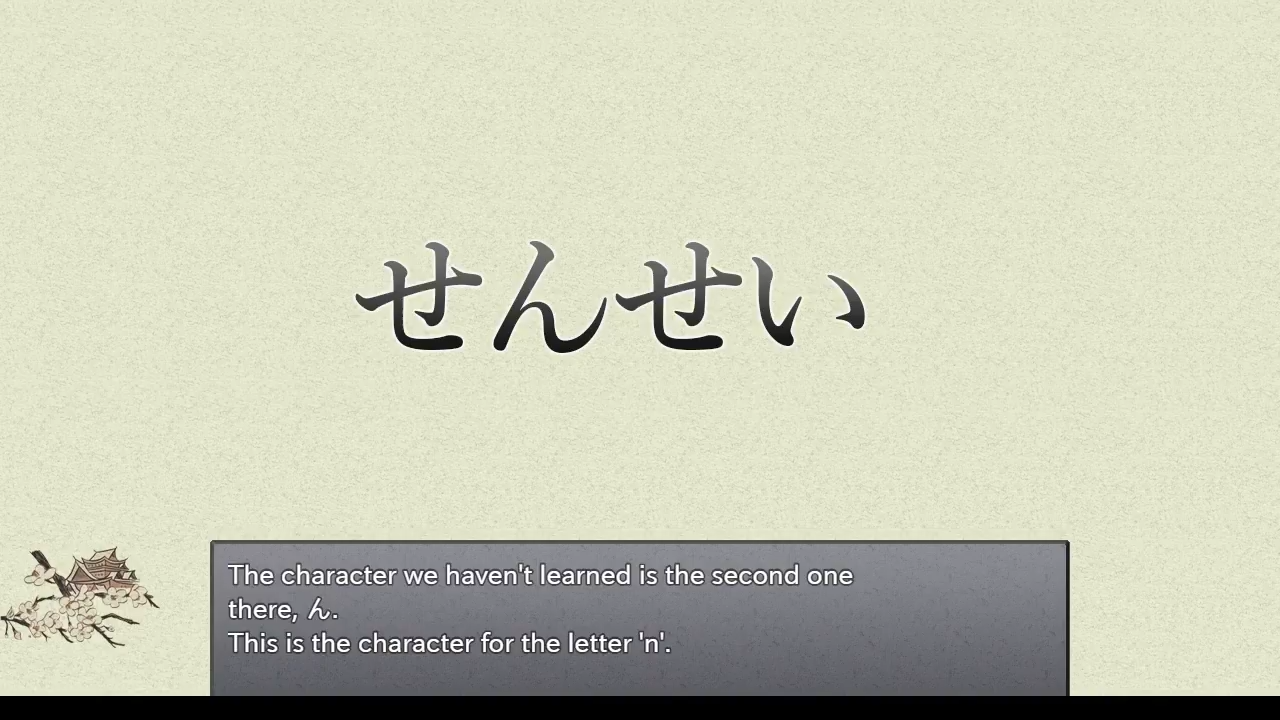 せんせい
The character we haven't learned is the second one
there, ん.
This is the character for the letter 'n'.